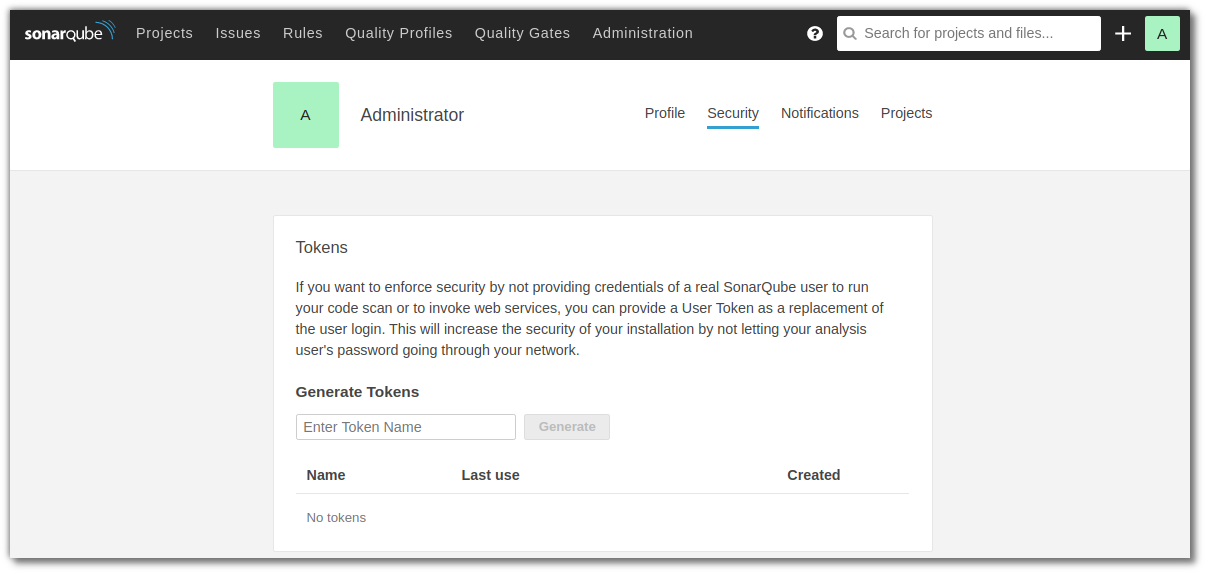 sonarqube Projects Issues Rules Quality Profiles Quality Gates Administration ? Search for projects and files... A
A Administrator Profile Security Notifications Projects
Tokens
If you want to enforce security by not providing credentials of a real SonarQube user to run
your code scan or to invoke web services, you can provide a User Token as a replacement of
the user login. This will increase the security of your installation by not letting your analysis
user's password going through your network.
Generate Tokens
Enter Token Name Generate
Name Last use Created
No tokens